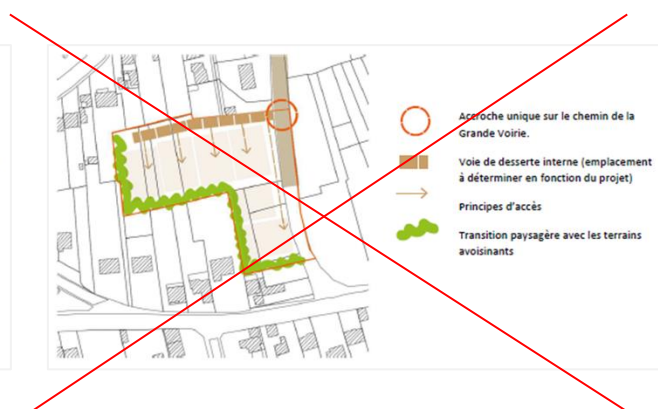 Accroche unique sur le chemin de la
Grande Voirie.
Voie de desserte interne (emplacement
à déterminer en fonction du projet)
Principes d'accès
Transition paysagère avec les terrains
avoisinants